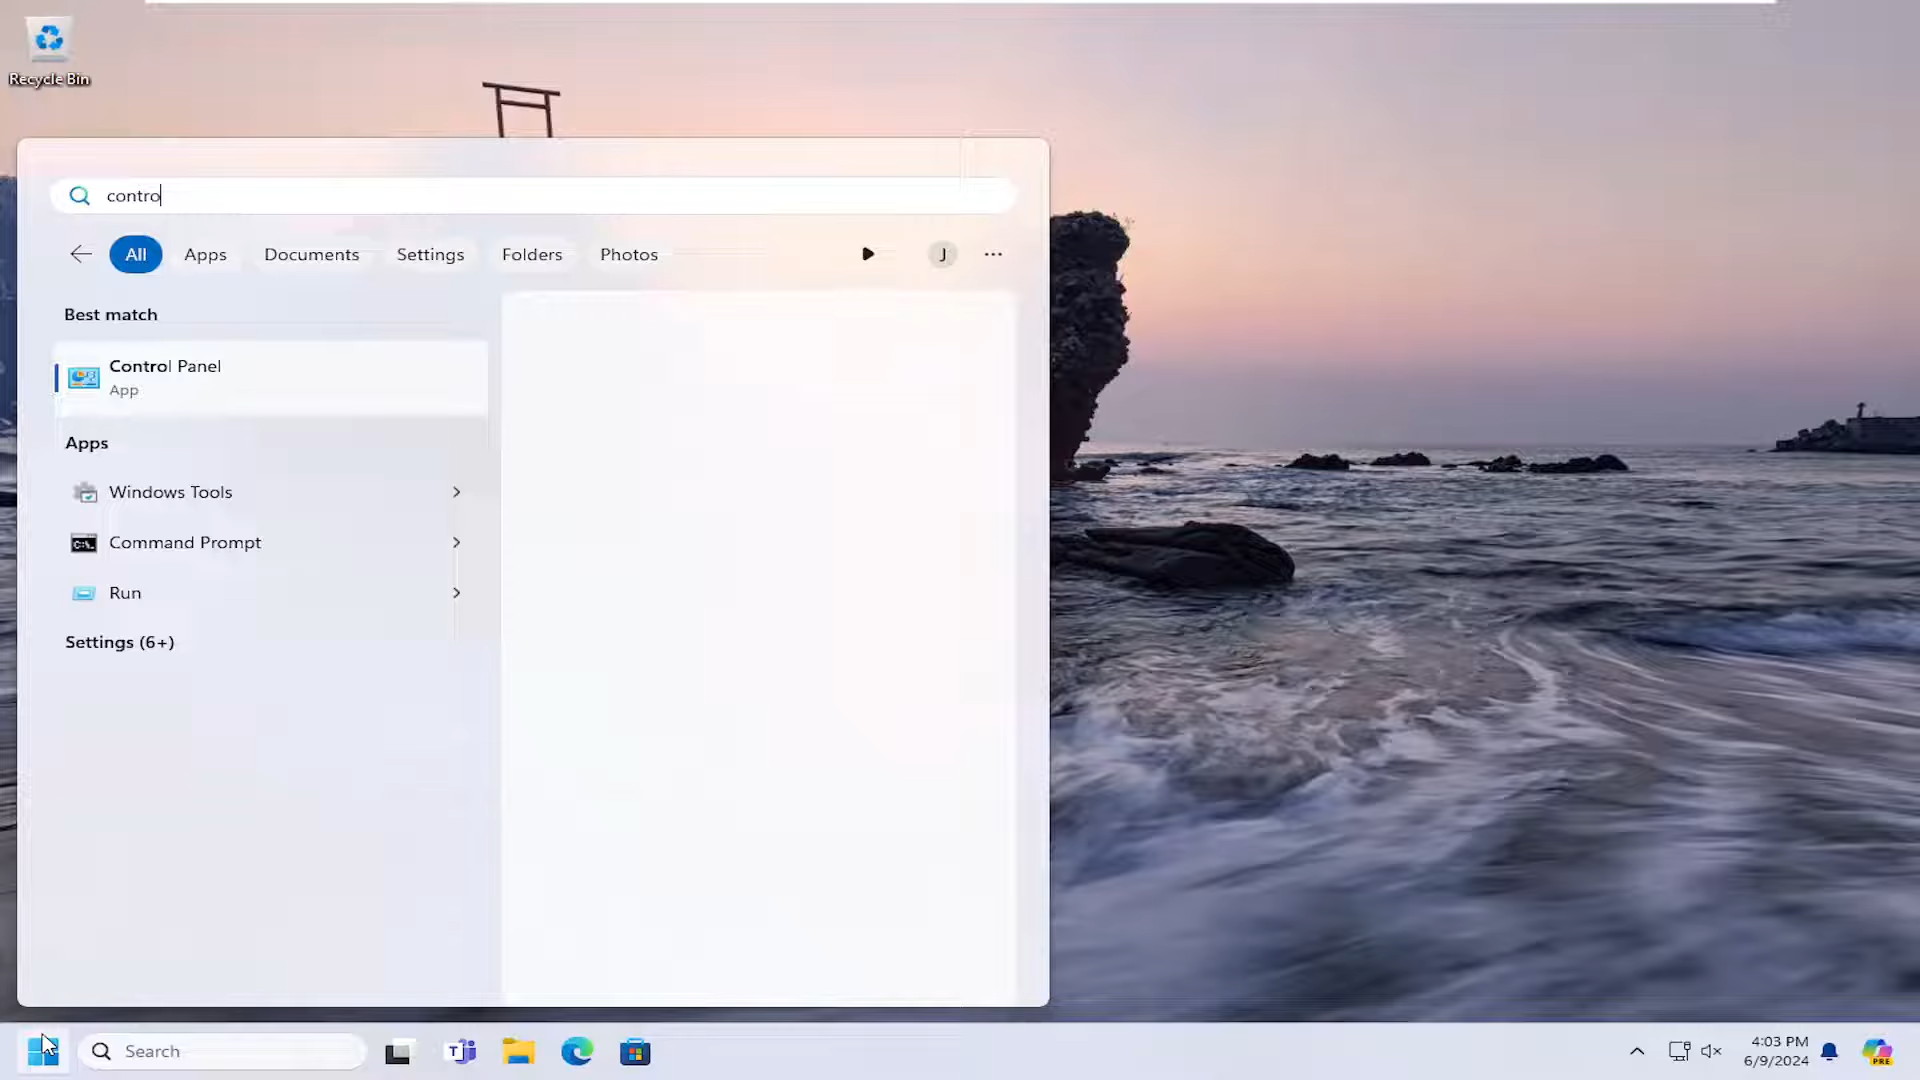 Recycle Bin
contro
All Apps Documents Settings Folders Photos J ...
Best match
Control Panel
App
Apps
Windows Tools
Command Prompt
Run
Settings (6+)
Search
4:03 PM
6/9/2024
PRE